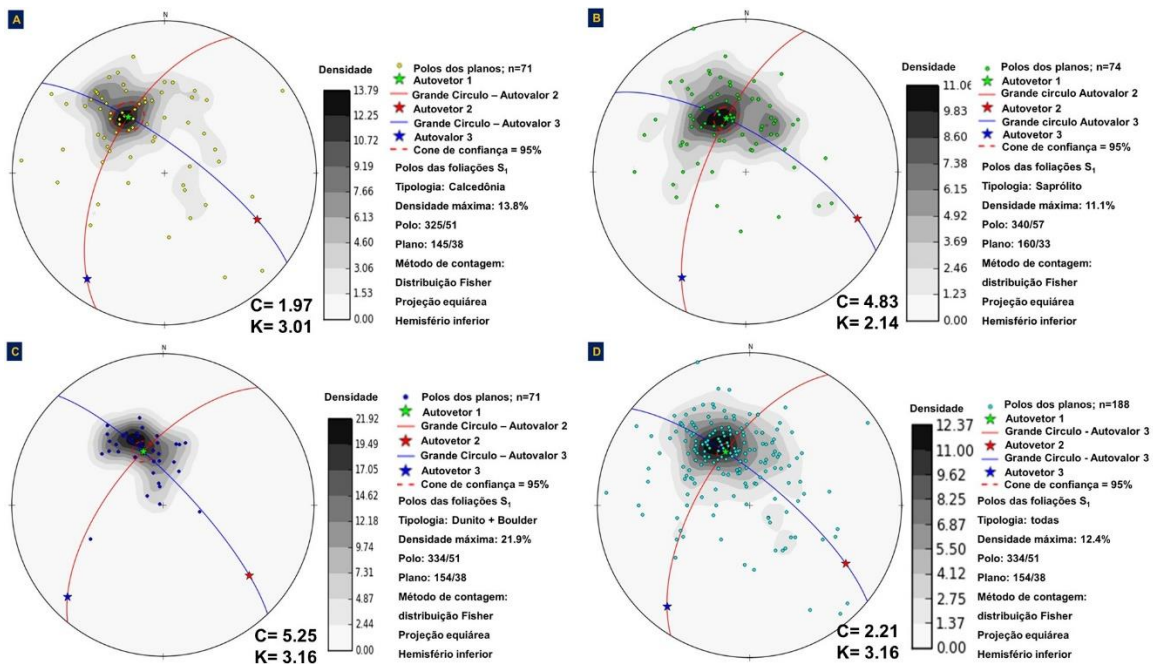 A
N
Densidade
13.79
12.25
10.72
9.19
7.66
6.13
4.60
3.06
1.53
0.00
Polos dos planos; n=71
Autovetor 1
Grande Circulo – Autovalor 2
Autovetor 2
Grande Circulo – Autovalor 3
Autovalor 3
Cone de confiança = 95%
Polos das foliações S1
Tipologia: Calcedônia
Densidade máxima: 13.8%
Polo: 325/51
Plano: 145/38
Método de contagem:
Distribuição Fisher
Projeção equiárea
Hemisfério inferior
C= 1.97
K= 3.01
B
N
Densidade
11.06
9.83
8.60
7.38
6.15
4.92
3.69
2.46
1.23
0.00
Polos dos planos, n=74
Autovetor 1
Grande circulo Autovalor 2
Autovetor 2
Grande circulo Autovalor 3
Autovetor 3
Cone de confiança = 95%
Polos das foliações S1
Tipologia: Saprólito
Densidade máxima: 11.1%
Polo: 340/57
Plano: 160/33
Método de contagem:
distribuição Fisher
Projeção equiárea
Hemisfério inferior
C= 4.83
K= 2.14
C
N
Densidade
21.92
19.49
17.05
14.62
12.18
9.74
7.31
4.87
2.44
0.00
Polos dos planos; n=71
Autovetor 1
Grande Circulo – Autovalor 2
Autovetor 2
Grande Circulo – Autovalor 3
Autovetor 3
Cone de confiança = 95%
Polos das foliações S1
Tipologia: Dunito + Boulder
Densidade máxima: 21.9%
Polo: 334/51
Plano: 154/38
Método de contagem:
distribuição Fisher
Projeção equiárea
Hemisfério inferior
C= 5.25
K= 3.16
D
N
Densidade
12.37
11.00
9.62
8.25
6.87
5.50
4.12
2.75
1.37
0.00
Polos dos planos; n=188
Autovetor 1
Grande Circulo - Autovalor 3
Autovetor 2
Grande Circulo - Autovalor 3
Autovetor 3
Cone de confiança = 95%
Polos das foliações S1
Tipologia: todas
Densidade máxima: 12.4%
Polo: 334/51
Plano: 154/38
Método de contagem:
distribuição Fisher
Projeção equiárea
Hemisfério inferior
C= 2.21
K= 3.16